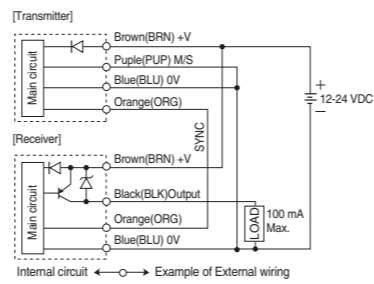 [Transmitter]
Brown(BRN) +V
Puple(PUP) M/S
Blue(BLU) 0V
Orange(ORG)
Main circuit
12-24 VDC
+
−
SYNC
[Receiver]
Brown(BRN) +V
Black(BLK)Output
Orange(ORG)
Blue(BLU) 0V
Main circuit
LOAD
100 mA
Max.
Internal circuit
Example of External wiring